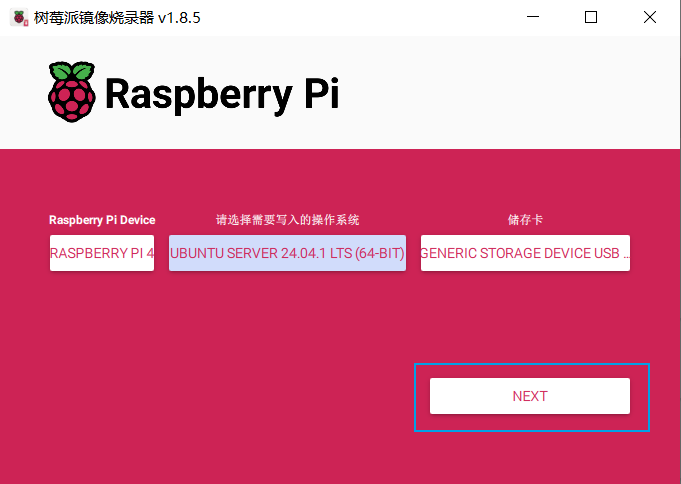 树莓派镜像烧录器 v1.8.5
Raspberry Pi
Raspberry Pi Device 请选择需要写入的操作系统 储存卡
RASPBERRY PI 4 UBUNTU SERVER 24.04.1 LTS (64-BIT) GENERIC STORAGE DEVICE USB ...
NEXT